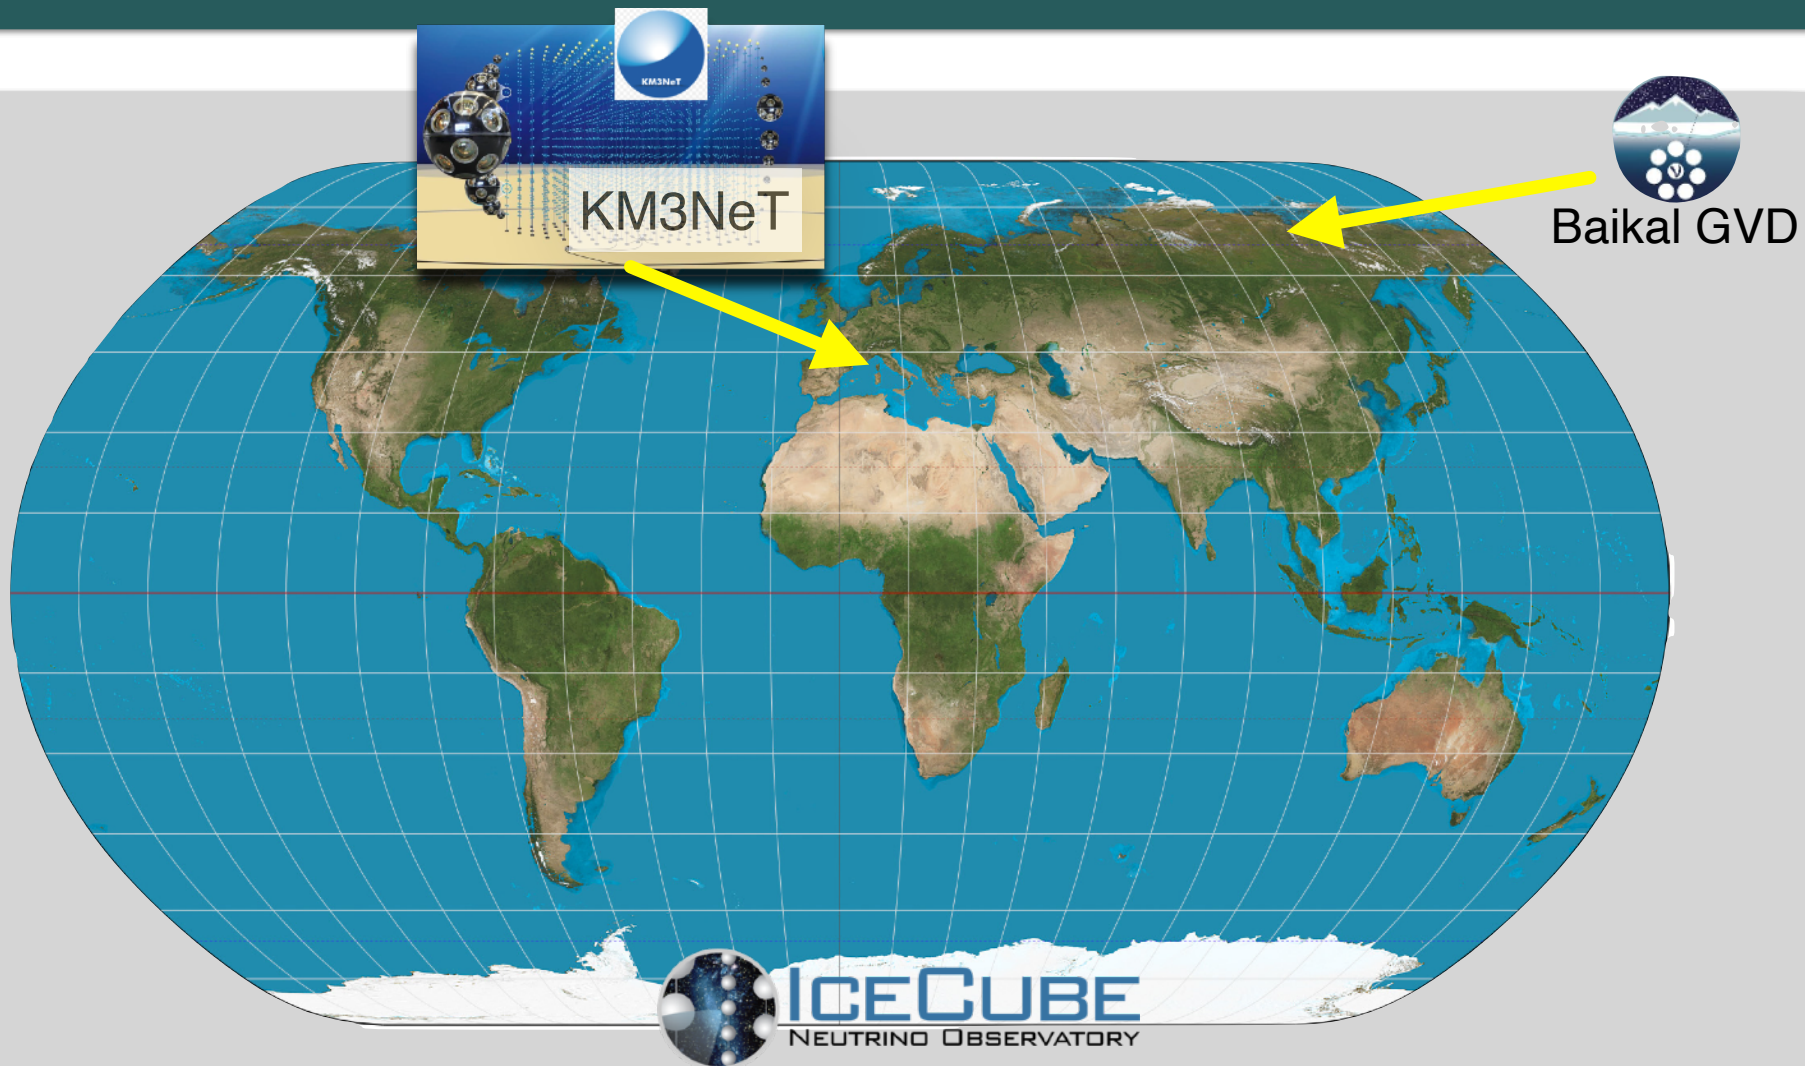 KM3NeT
KM3NeT
Baikal GVD
ν
ICECUBE
NEUTRINO OBSERVATORY